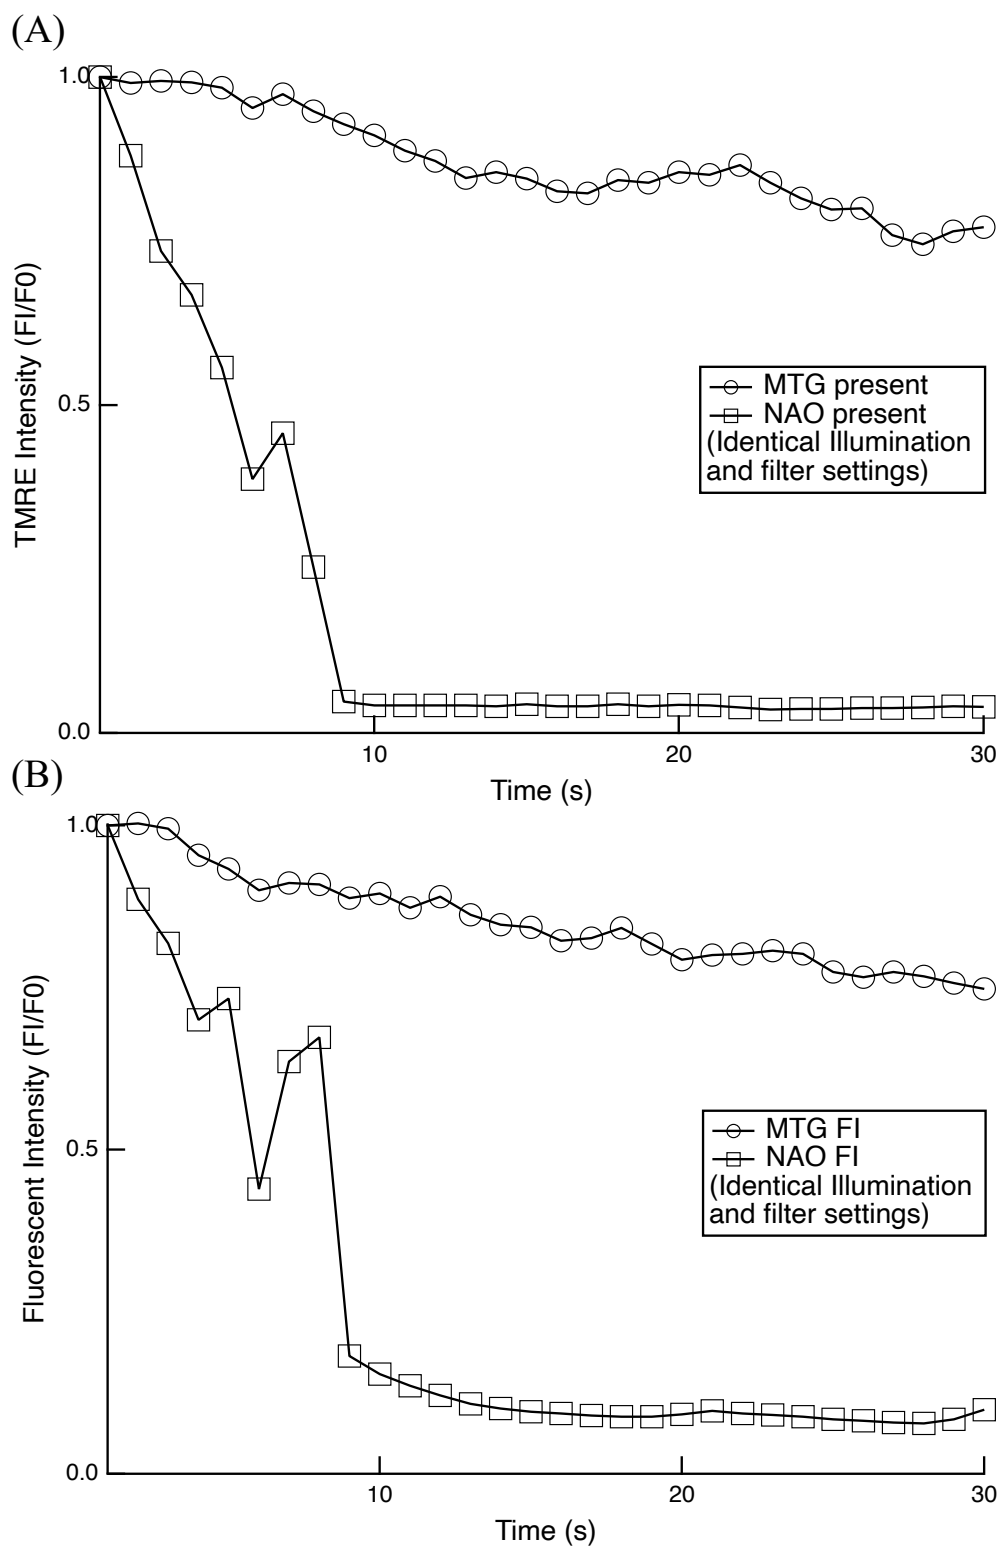 (A)
1.0
0.5
0.0
TMRE Intensity (FI/F0)
MTG present
NAO present
(Identical Illumination
and filter settings)
10
20
30
Time (s)
(B)
1.0
0.5
0.0
Fluorescent Intensity (FI/F0)
MTG FI
NAO FI
(Identical Illumination
and filter settings)
10
20
30
Time (s)